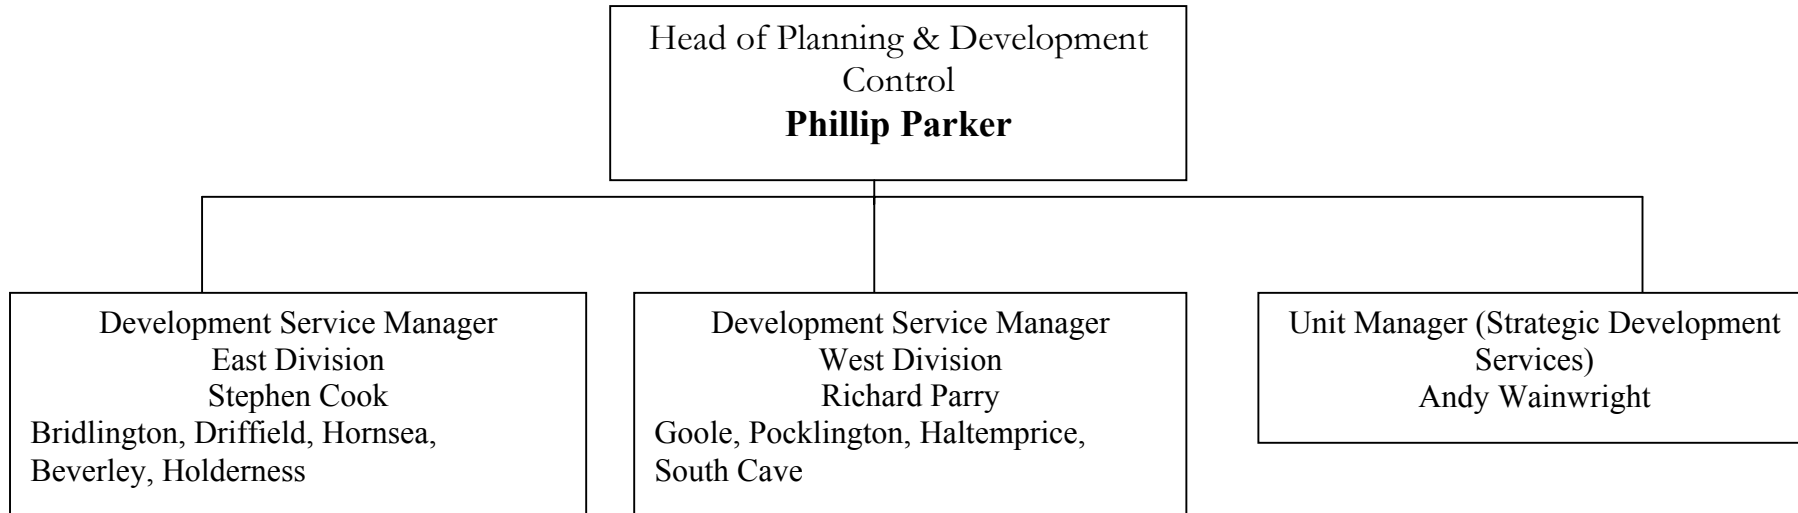 Head of Planning & Development
Control
Phillip Parker
Development Service Manager
East Division
Stephen Cook
Bridlington, Driffield, Hornsea,
Beverley, Holderness
Development Service Manager
West Division
Richard Parry
Goole, Pocklington, Haltemprice,
South Cave
Unit Manager (Strategic Development
Services)
Andy Wainwright